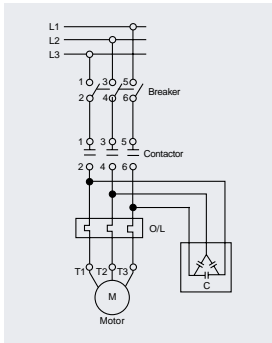 L1
L2
L3
1 3 5
2 4 6
Breaker
1 3 5
2 4 6
Contactor
O/L
T1 T2 T3
C
M
Motor